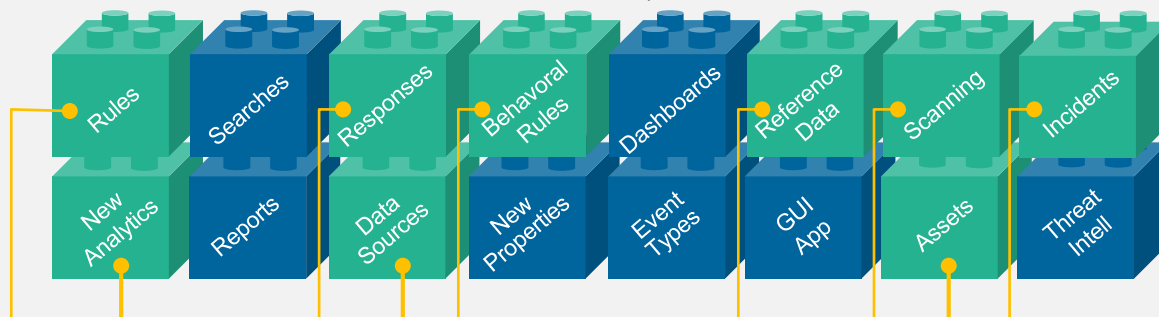 Rules
Searches
Responses
Behavoral
Rules
Dashboards
Reference
Data
Scanning
Incidents
New
Analytics
Reports
Data
Sources
New
Properties
Event
Types
GUI
App
Assets
Threat
Intell